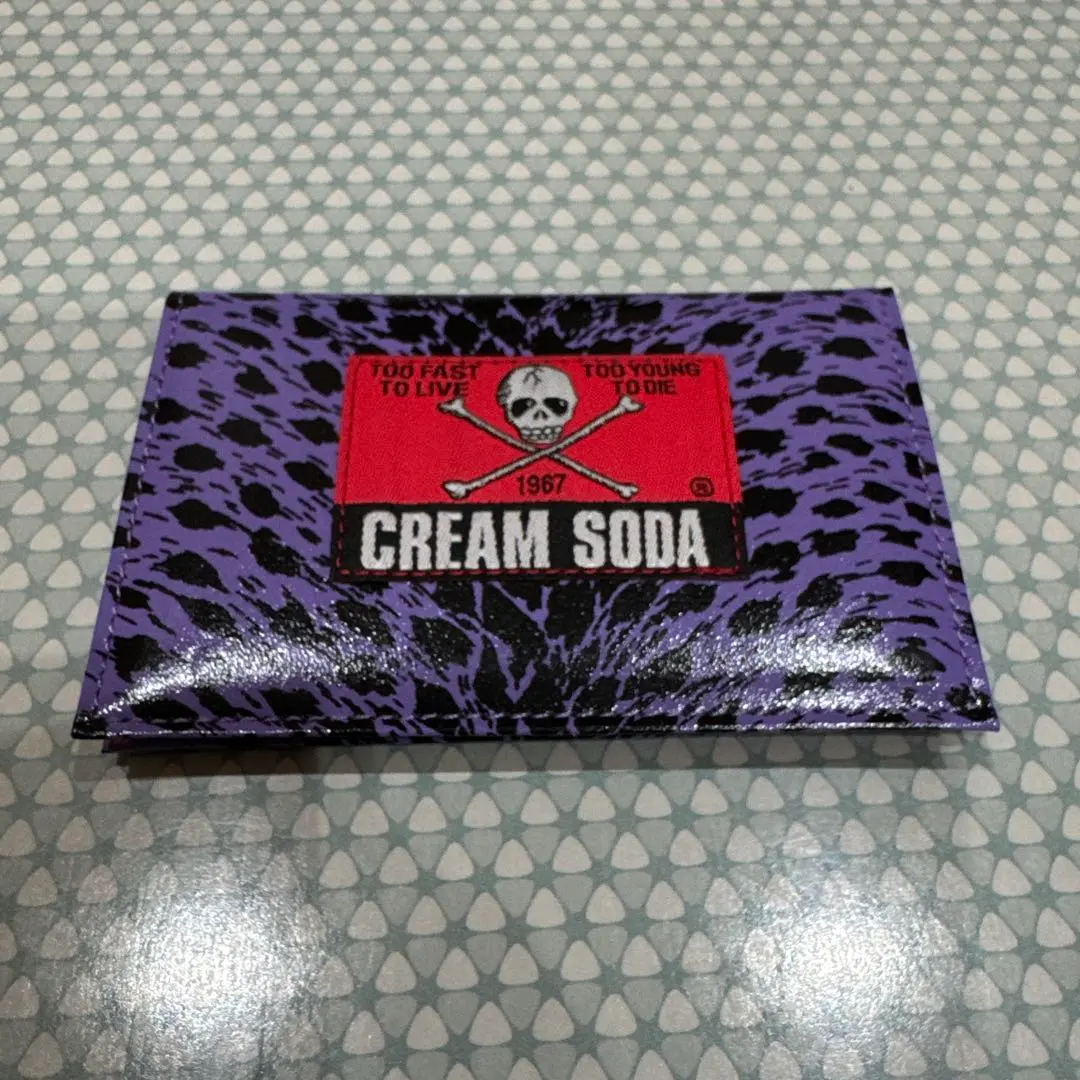 TOO FAST TOO YOUNG
TO LIVE TO DIE
1967 ®
CREAM SODA